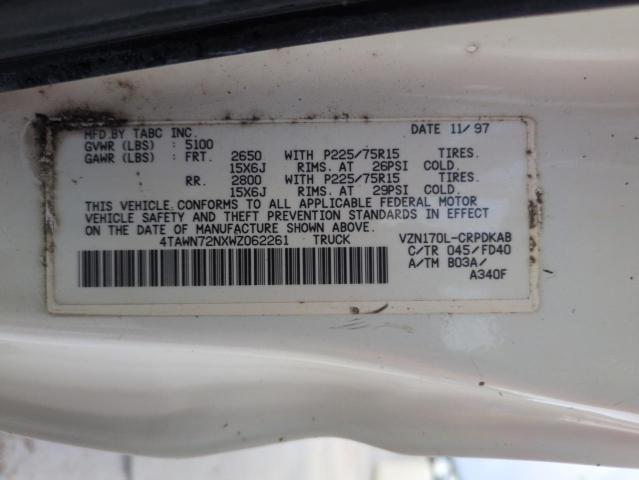 MFD.BY TABC INC. DATE 11/97
GVWR (LBS) : 5100
GAWR (LBS) : FRT. 2650 WITH P225/75R15 TIRES.
15X6J RIMS. AT 26PSI COLD.
RR. 2800 WITH P225/75R15 TIRES.
15X6J RIMS. AT 29PSI COLD.
THIS VEHICLE CONFORMS TO ALL APPLICABLE FEDERAL MOTOR
VEHICLE SAFETY AND THEFT PREVENTION STANDARDS IN EFFECT
ON THE DATE OF MANUFACTURE SHOWN ABOVE.
4TAWN72NXWZ062261 TRUCK VZN170L-CRPDKAB
C/TR 045/FD40
A/TM B03A/
A340F